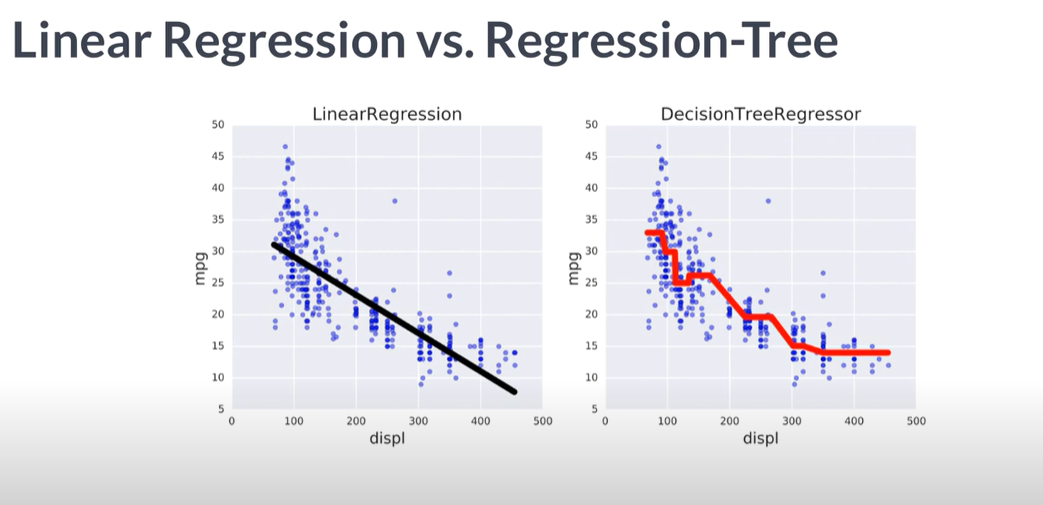 Linear Regression vs. Regression-Tree
LinearRegression
50
45
40
35
30
25
20
15
10
5
mpg
0 100 200 300 400 500
displ
DecisionTreeRegressor
50
45
40
35
30
25
20
15
10
5
mpg
0 100 200 300 400 500
displ